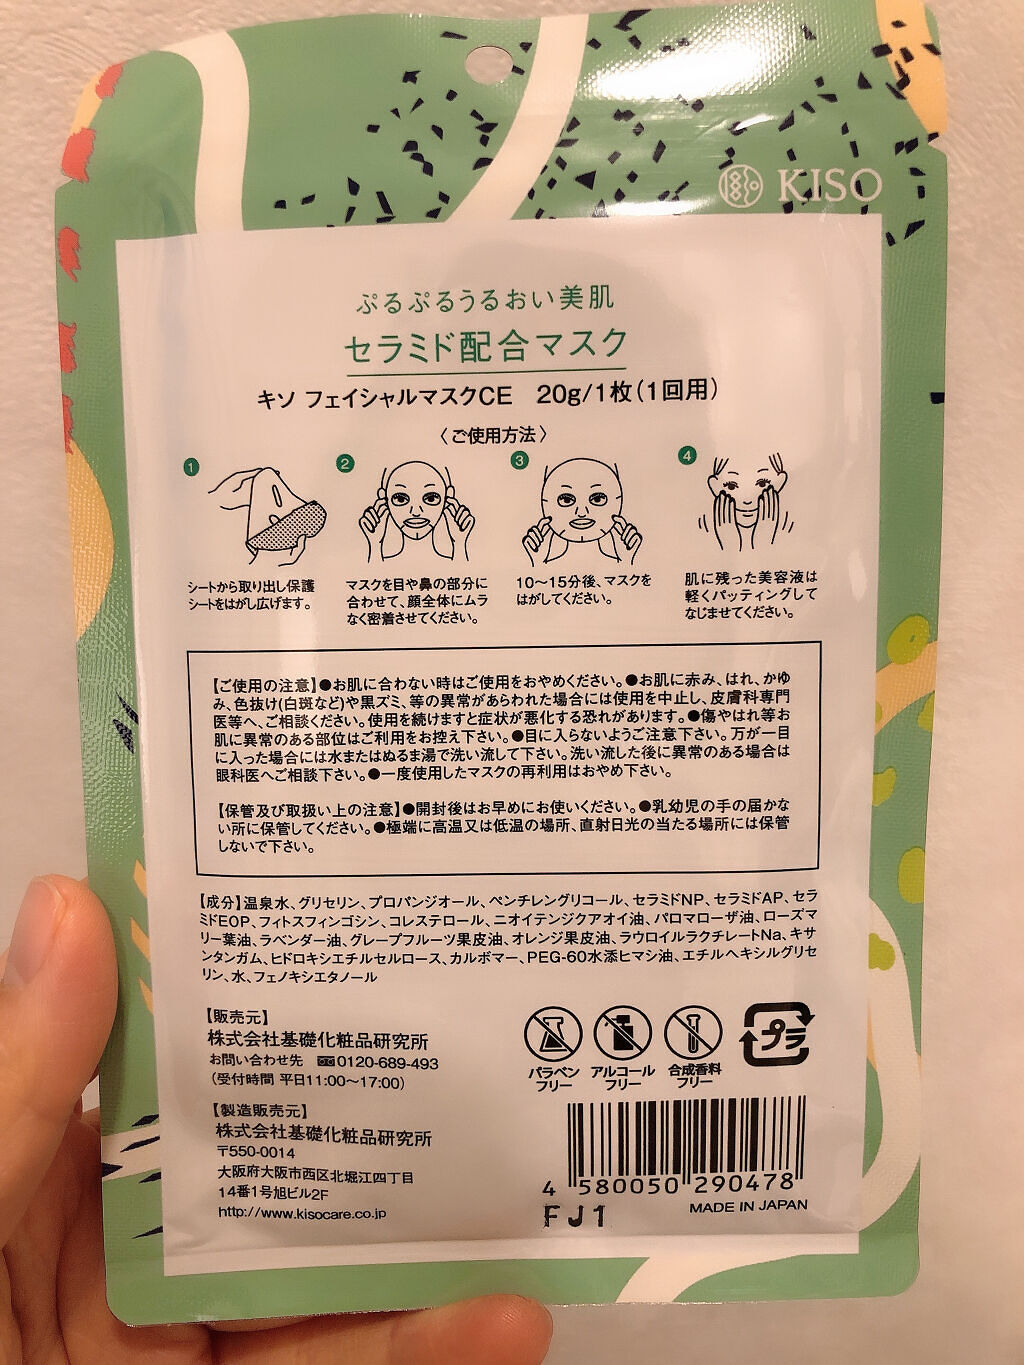 KISO
ぷるぷるうるおい美肌
セラミド配合マスク
キソ フェイシャルマスクCE 20g/1枚(1回用)
〈ご使用方法〉
1
シートから取り出し保護
シートをはがし広げます。
2
マスクを目や鼻の部分に
合わせて、顔全体にムラ
なく密着させてください。
3
10〜15分後、マスクを
はがしてください。
4
肌に残った美容液は
軽くパッティングして
なじませてください。
【ご使用の注意】●お肌に合わない時はご使用をおやめください。●お肌に赤み、はれ、かゆ
み、色抜け(白斑など)や黒ズミ、等の異常があらわれた場合には使用を中止し、皮膚科専門
医等へ、ご相談ください。使用を続けますと症状が悪化する恐れがあります。●傷やはれ等お
肌に異常のある部位はご利用をお控え下さい。●目に入らないようご注意下さい。万が一目
に入った場合には水またはぬるま湯で洗い流して下さい。洗い流した後に異常のある場合は
眼科医へご相談下さい。●一度使用したマスクの再利用はおやめ下さい。
【保管及び取扱い上の注意】●開封後はお早めにお使いください。●乳幼児の手の届かな
い所に保管してください。●極端に高温又は低温の場所、直射日光の当たる場所には保管
しないで下さい。
【成分】温泉水、グリセリン、プロパンジオール、ペンチレングリコール、セラミドNP、セラミドAP、セラ
ミドEOP、フィトスフィンゴシン、コレステロール、ニオイテンジクアオイ油、パロマローザ油、ローズマ
リー葉油、ラベンダー油、グレープフルーツ果皮油、オレンジ果皮油、ラウロイルラクチレートNa、キサ
ンタンガム、ヒドロキシエチルセルロース、カルボマー、PEG-60水添ヒマシ油、エチルヘキシルグリセ
リン、水、フェノキシエタノール
【販売元】
株式会社基礎化粧品研究所
お問い合わせ先 0120-689-493
(受付時間 平日11:00〜17:00)
【製造販売元】
株式会社基礎化粧品研究所
〒550-0014
大阪府大阪市西区北堀江四丁目
14番1号旭ビル2F
http://www.kisocare.co.jp
パラベン
フリー
アルコール
フリー
合成香料
フリー
プラ
4 580050 290478
FJ1
MADE IN JAPAN